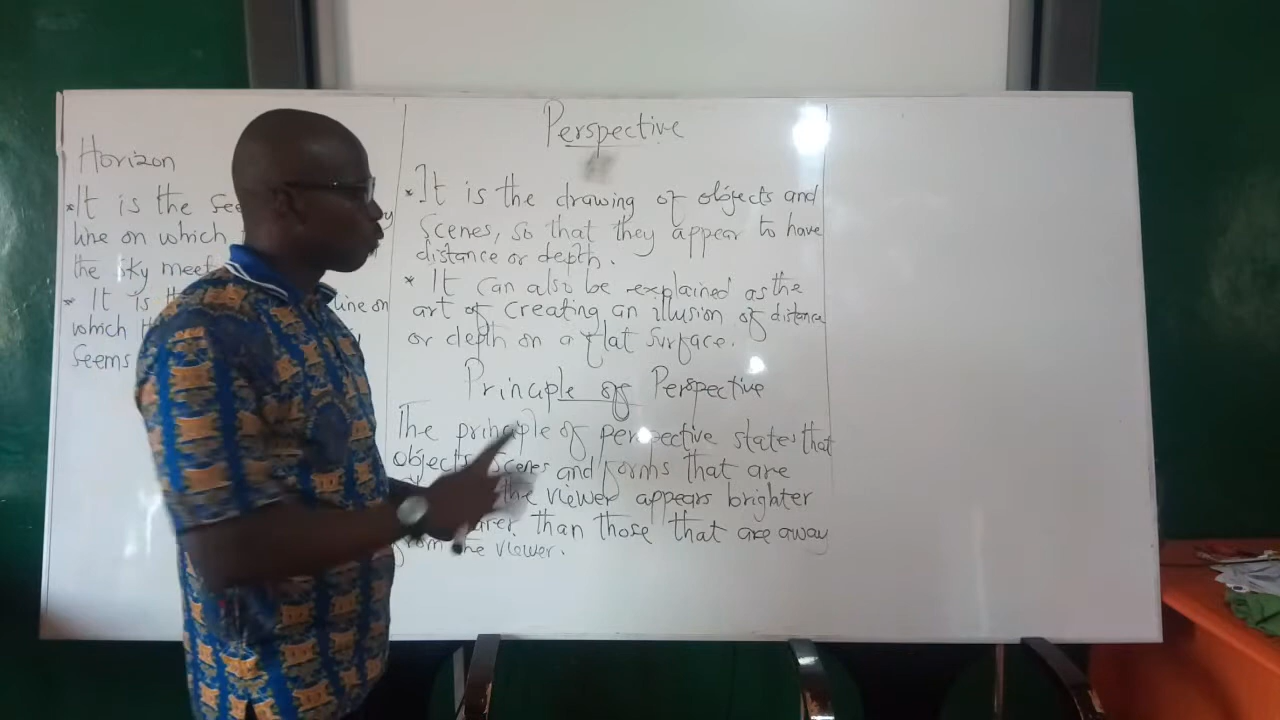 Horizon
*It is the
line on which
the sky meet
* It is th line on
which th
seems
Perspective
*It is the drawing of objects and
scenes, so that they appear to have
distance or depth.
* It can also be explained as the
art of creating an illusion of distance
or depth on a flat surface.
Principle of Perspective
The principle of perspective states that
objects, scenes and forms that are
the viewer appears brighter
than those that are away
from the viewer.